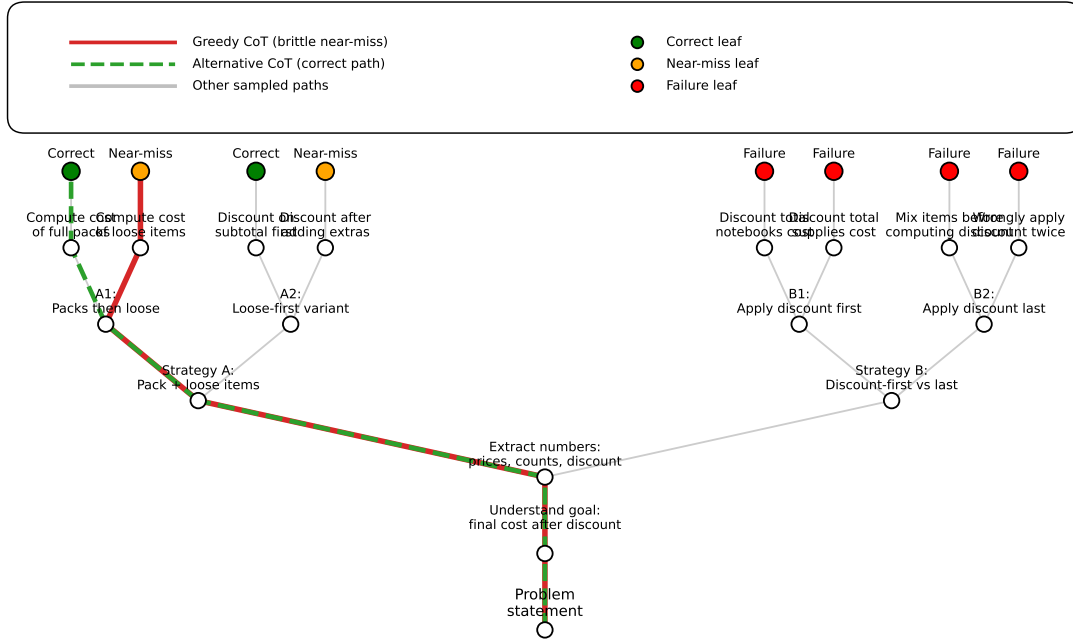 Greedy CoT (brittle near-miss)
Alternative CoT (correct path)
Other sampled paths
Correct leaf
Near-miss leaf
Failure leaf
Correct
Near-miss
Correct
Near-miss
Failure
Failure
Failure
Failure
Compute cost
of full packs
Compute cost
of loose items
Discount on
subtotal first
Discount after
adding extras
Discount total
notebooks cost
Discount total
supplies cost
Mix items before
computing discount
Wrongly apply
discount twice
A1:
Packs then loose
A2:
Loose-first variant
B1:
Apply discount first
B2:
Apply discount last
Strategy A:
Pack + loose items
Strategy B:
Discount-first vs last
Extract numbers:
prices, counts, discount
Understand goal:
final cost after discount
Problem
statement